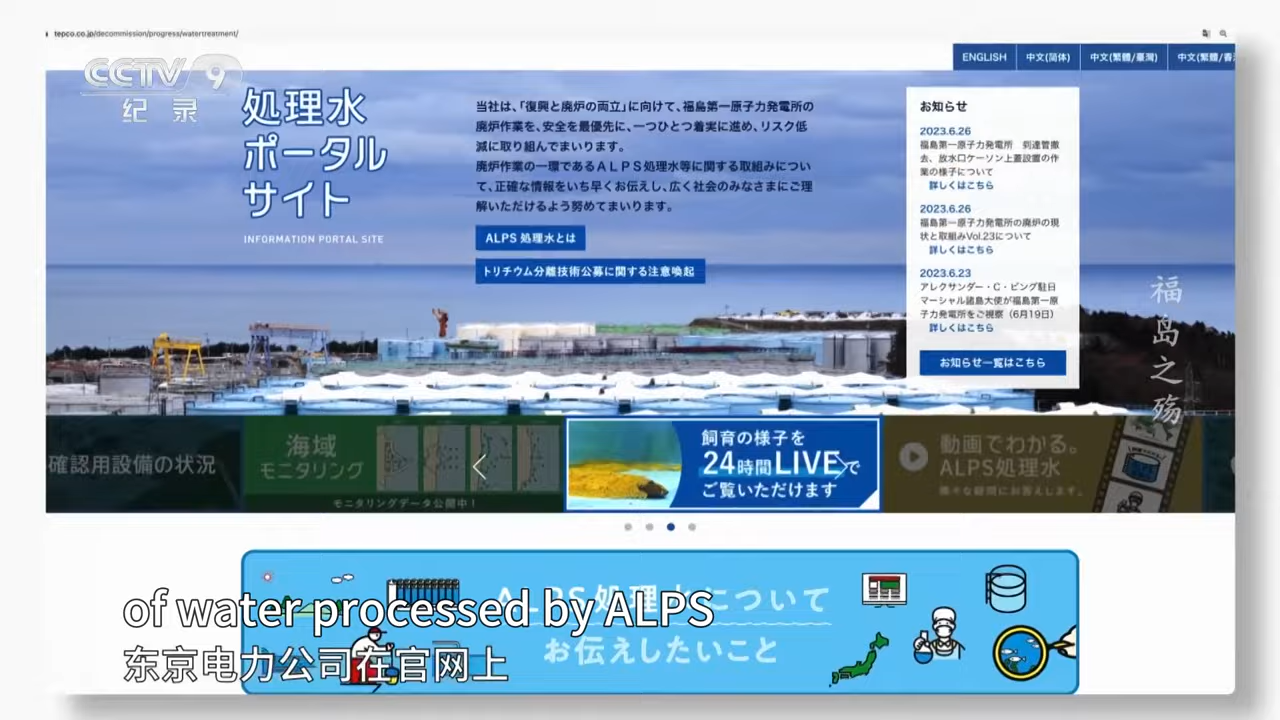 tepco.co.jp/decommission/progress/watertreatment/
ENGLISH
中文(简体)
中文(繁體/臺灣)
中文(繁體/香
CCTV 9
纪录
処理水
ポータル
サイト
INFORMATION PORTAL SITE
当社は、「復興と廃炉の両立」に向けて、福島第一原子力発電所の
廃炉作業を、安全を最優先に、一つひとつ着実に進め、リスク低
減に取り組んでまいります。
廃炉作業の一環であるＡＬＰＳ処理水等に関する取組みについ
て、正確な情報をいち早くお伝えし、広く社会のみなさまにご理
解いただけるよう努めてまいります。
ALPS 処理水とは
トリチウム分離技術公募に関する注意喚起
お知らせ
2023.6.26
福島第一原子力発電所　到達管撤
去、放水口ケーソン上蓋設置の作
業の様子について
詳しくはこちら
2023.6.26
福島第一原子力発電所の廃炉の現
状と取組みVol.23について
詳しくはこちら
2023.6.23
アレクサンダー・C・ビング駐日
マーシャル諸島大使が福島第一原
子力発電所をご視察（6月19日）
詳しくはこちら
お知らせ一覧はこちら
福岛之殇
確認用設備の状況
海域
モニタリング
モニタリングデータ公開中！
飼育の様子を
24時間LIVEで
ご覧いただけます
動画でわかる。
ALPS処理水
様々な疑問にお答えします。
ALPS処理水について
お伝えしたいこと
of water processed by ALPS
东京电力公司在官网上